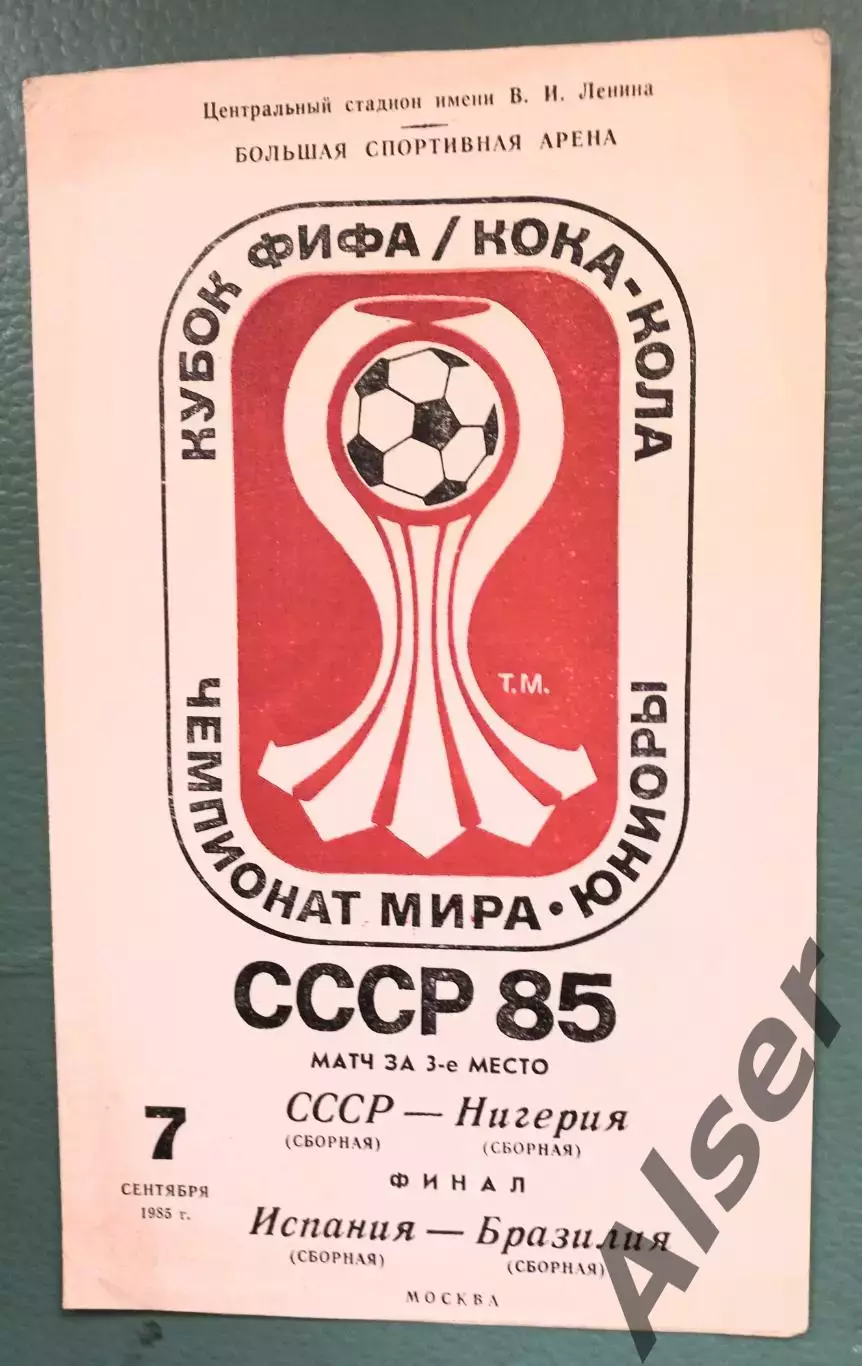 Центральный стадион имени В. И. Ленина
БОЛЬШАЯ СПОРТИВНАЯ АРЕНА
КУБОК ФИФА / КОКА-КОЛА
Т.М.
ЧЕМПИОНАТ МИРА · ЮНИОРЫ
СССР 85
МАТЧ ЗА 3-е МЕСТО
7
СЕНТЯБРЯ
1985 г.
СССР — Нигерия
(СБОРНАЯ) (СБОРНАЯ)
ФИНАЛ
Испания — Бразилия
(СБОРНАЯ) (СБОРНАЯ)
МОСКВА
Alser